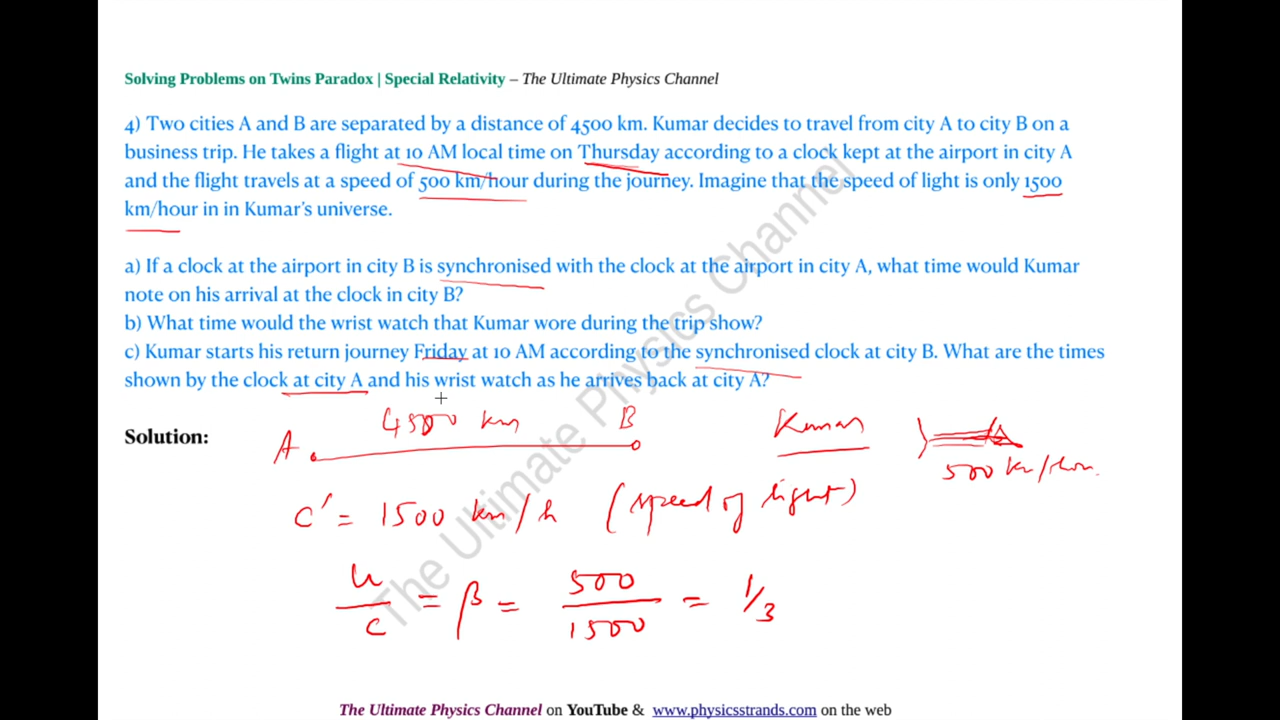 Solving Problems on Twins Paradox | Special Relativity – The Ultimate Physics Channel
4) Two cities A and B are separated by a distance of 4500 km. Kumar decides to travel from city A to city B on a
business trip. He takes a flight at 10 AM local time on Thursday according to a clock kept at the airport in city A
and the flight travels at a speed of 500 km/hour during the journey. Imagine that the speed of light is only 1500
km/hour in in Kumar's universe.
a) If a clock at the airport in city B is synchronised with the clock at the airport in city A, what time would Kumar
note on his arrival at the clock in city B?
b) What time would the wrist watch that Kumar wore during the trip show?
c) Kumar starts his return journey Friday at 10 AM according to the synchronised clock at city B. What are the times
shown by the clock at city A and his wrist watch as he arrives back at city A?
Solution:
A 4500 km B Kumar
500 km/hour.
c' = 1500 km/h (speed of light)
u/c = β = 500/1500 = 1/3
The Ultimate Physics Channel
The Ultimate Physics Channel on YouTube & www.physicsstrands.com on the web